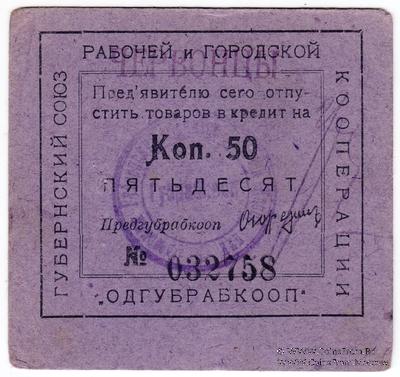 ГУБЕРНСКИЙ СОЮЗ
РАБОЧЕЙ и ГОРОДСКОЙ
КООПЕРАЦИИ
ЧЕРВОНЦЫ
Пред'явителю сего отпу-
стить товаров в кредит на
Коп. 50
ПЯТЬДЕСЯТ
Предгубрабкооп
№ 032758
„ОДГУБРАБКООП"